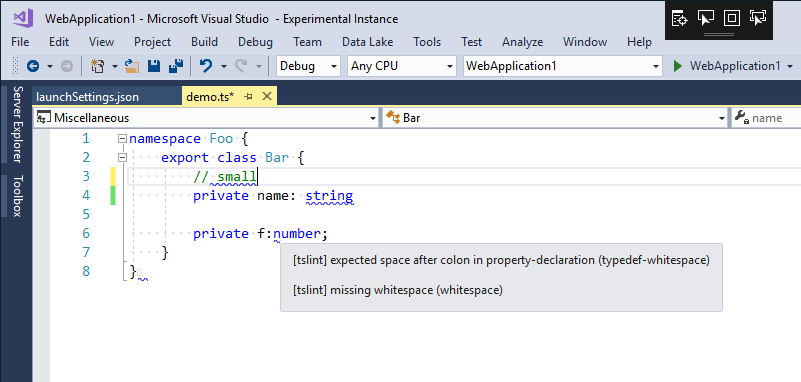 WebApplication1 - Microsoft Visual Studio - Experimental Instance
File Edit View Project Build Debug Team Data Lake Tools Test Analyze Window Help
Debug Any CPU WebApplication1 WebApplication1
launchSettings.json demo.ts*
Miscellaneous Bar name
Server Explorer
Toolbox
1 namespace Foo {
2 export class Bar {
3 // small
4 private name: string
5
6 private f:number;
7 }
8 }
[tslint] expected space after colon in property-declaration (typedef-whitespace)
[tslint] missing whitespace (whitespace)